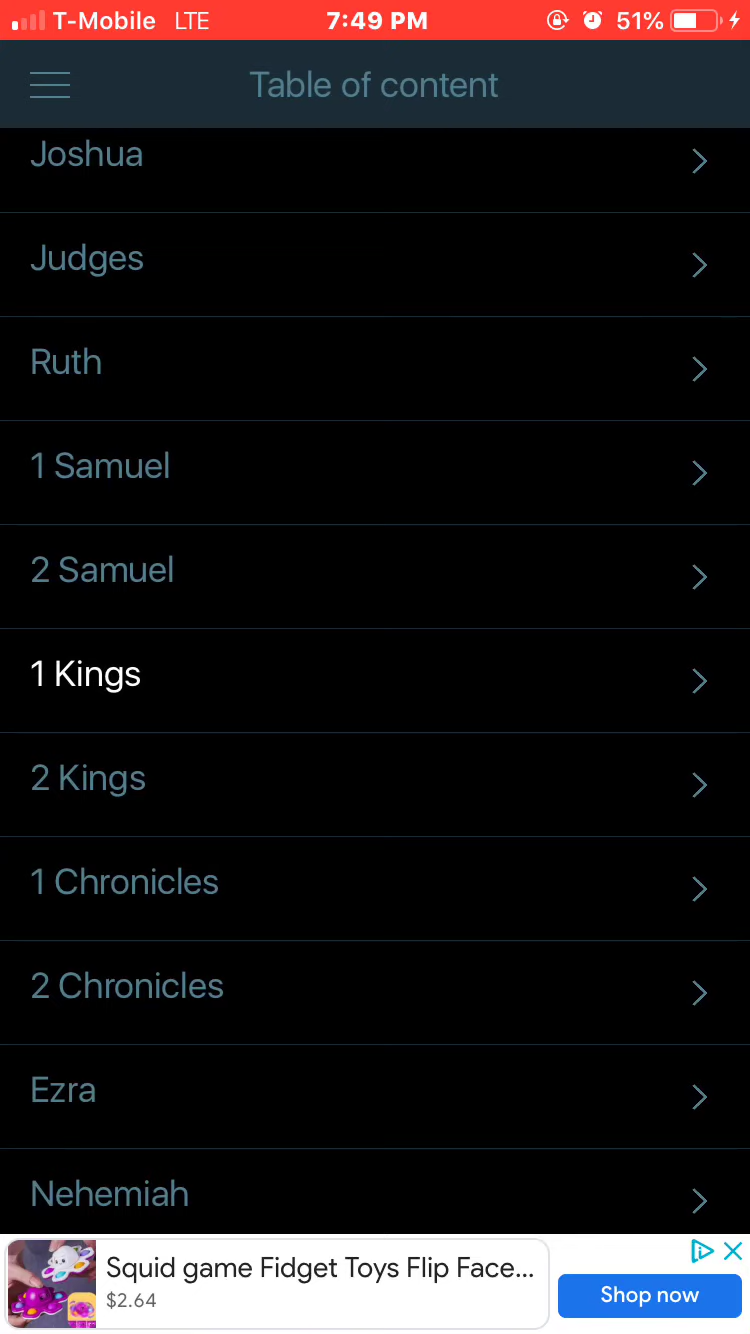 T-Mobile LTE 7:49 PM 51%
Table of content
Joshua
Judges
Ruth
1 Samuel
2 Samuel
1 Kings
2 Kings
1 Chronicles
2 Chronicles
Ezra
Nehemiah
Squid game Fidget Toys Flip Face...
$2.64
Shop now